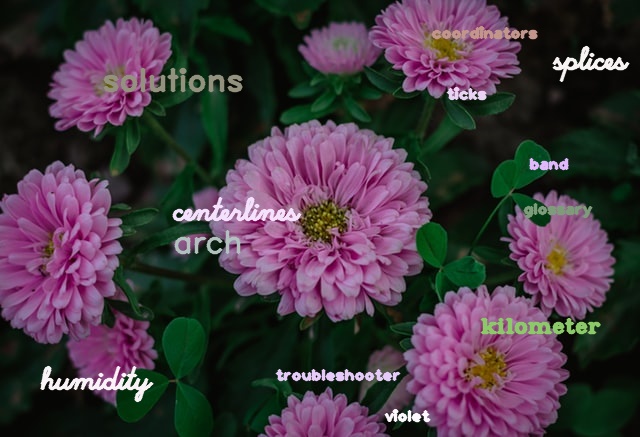 coordinators
splices
solutions
ticks
band
glossary
centerlines
arch
kilometer
humidity
troubleshooter
violet